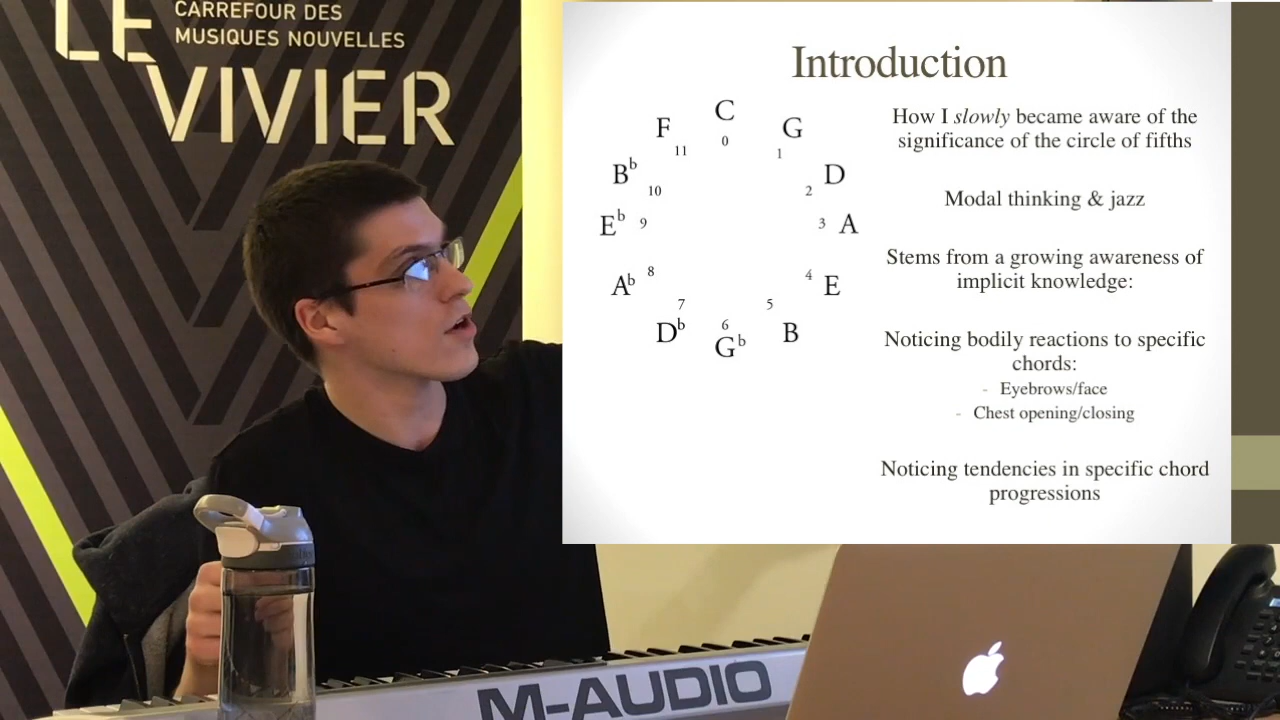 CARREFOUR DES
MUSIQUES NOUVELLES
LE
VIVIER
Introduction
C
0
G
1
D
2
A
3
E
4
B
5
G♭
6
D♭
7
A♭
8
E♭
9
B♭
10
F
11
How I slowly became aware of the
significance of the circle of fifths
Modal thinking & jazz
Stems from a growing awareness of
implicit knowledge:
Noticing bodily reactions to specific
chords:
- Eyebrows/face
- Chest opening/closing
Noticing tendencies in specific chord
progressions
M-AUDIO